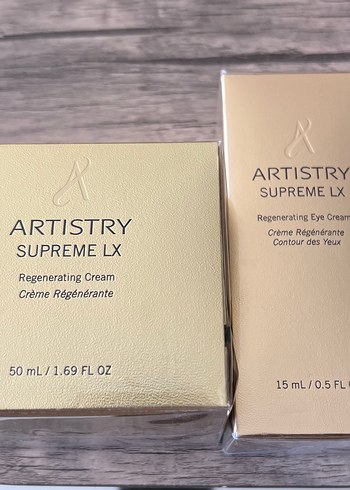 ARTISTRY
SUPREME LX
Regenerating Cream
Crème Régénérante
50 mL / 1.69 FL OZ
ARTISTRY
SUPREME LX
Regenerating Eye Cream
Crème Régénérante
Contour des Yeux
15 mL / 0.5 FL